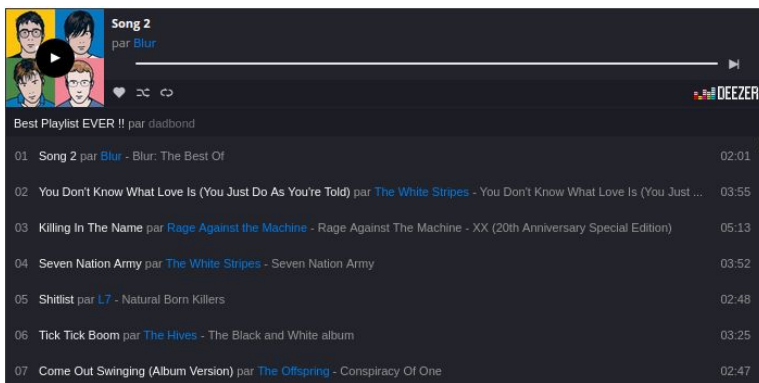 Song 2
par Blur
DEEZER
Best Playlist EVER !! par dadbond
01 Song 2 par Blur - Blur: The Best Of 02:01
02 You Don't Know What Love Is (You Just Do As You're Told) par The White Stripes - You Don't Know What Love Is (You Just ... 03:55
03 Killing In The Name par Rage Against the Machine - Rage Against The Machine - XX (20th Anniversary Special Edition) 05:13
04 Seven Nation Army par The White Stripes - Seven Nation Army 03:52
05 Shitlist par L7 - Natural Born Killers 02:48
06 Tick Tick Boom par The Hives - The Black and White album 03:25
07 Come Out Swinging (Album Version) par The Offspring - Conspiracy Of One 02:47